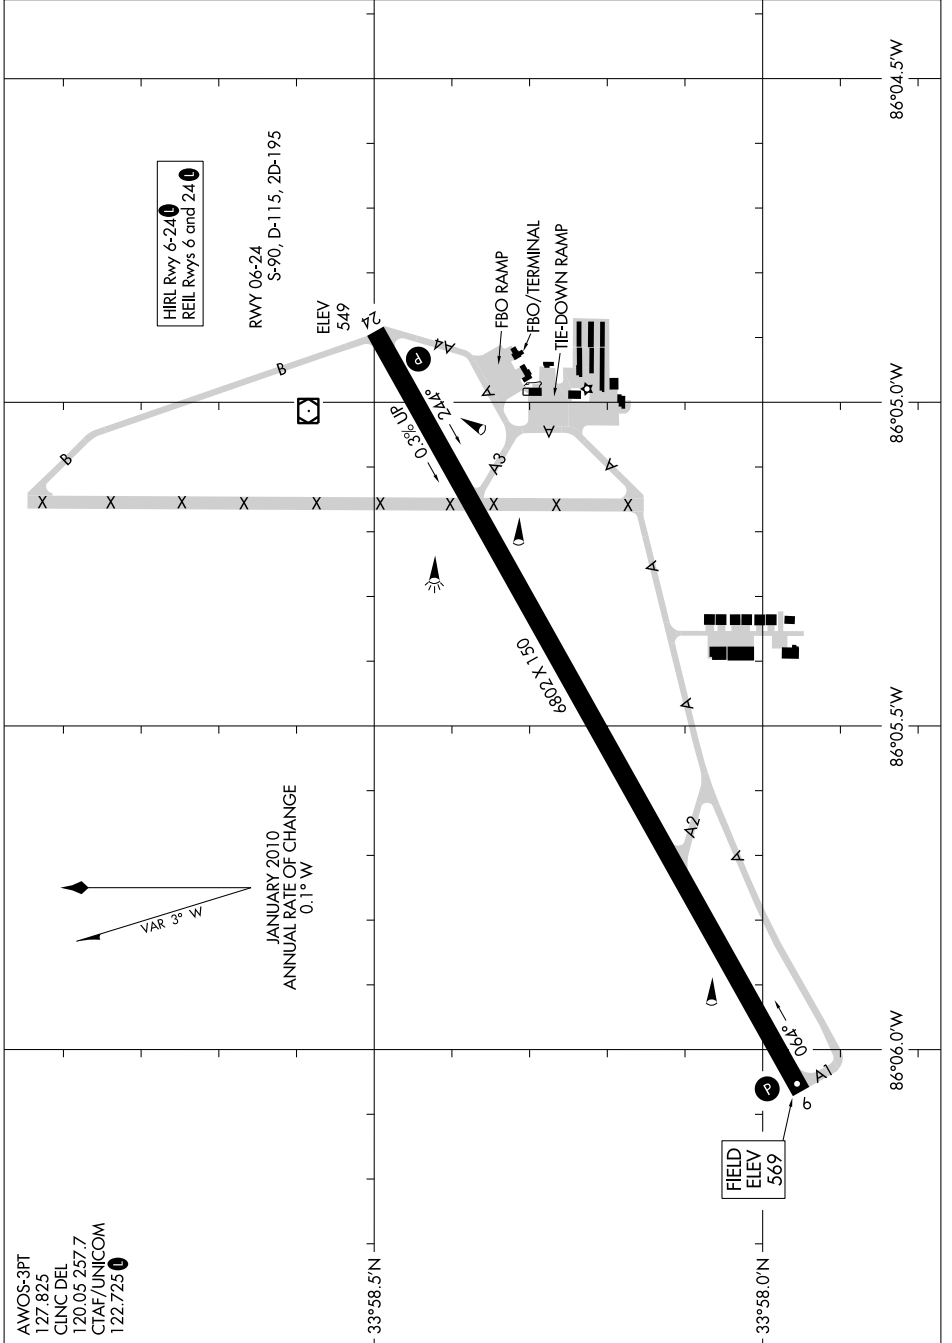 AWOS-3PT
127.825
CLNC DEL
120.05 257.7
CTAF/UNICOM
122.725 L
HIRL Rwy 6-24 L
REIL Rwys 6 and 24 L
RWY 06-24
S-90, D-115, 2D-195
ELEV
549
24
B
B
P
A4
FBO RAMP
FBO/TERMINAL
TIE-DOWN RAMP
A
244°
0.3% UP
A3
A
A
X
X
X
X
X
X
X
X
X
X
A
6802 X 150
A
A2
A
VAR 3° W
JANUARY 2010
ANNUAL RATE OF CHANGE
0.1° W
064°
A1
P
6
FIELD
ELEV
569
33°58.5'N
33°58.0'N
86°06.0'W
86°05.5'W
86°05.0'W
86°04.5'W